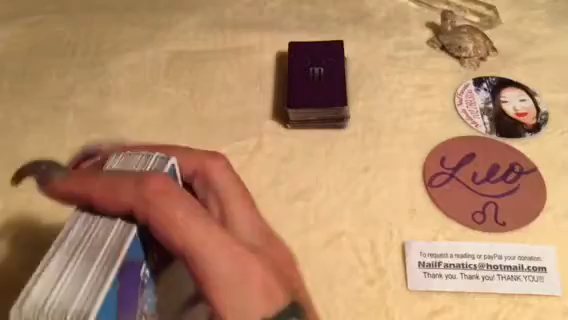 Leo
To request a reading or payPal your donation:
NailFanatics@hotmail.com
Thank you. Thank you! THANK YOU!!!